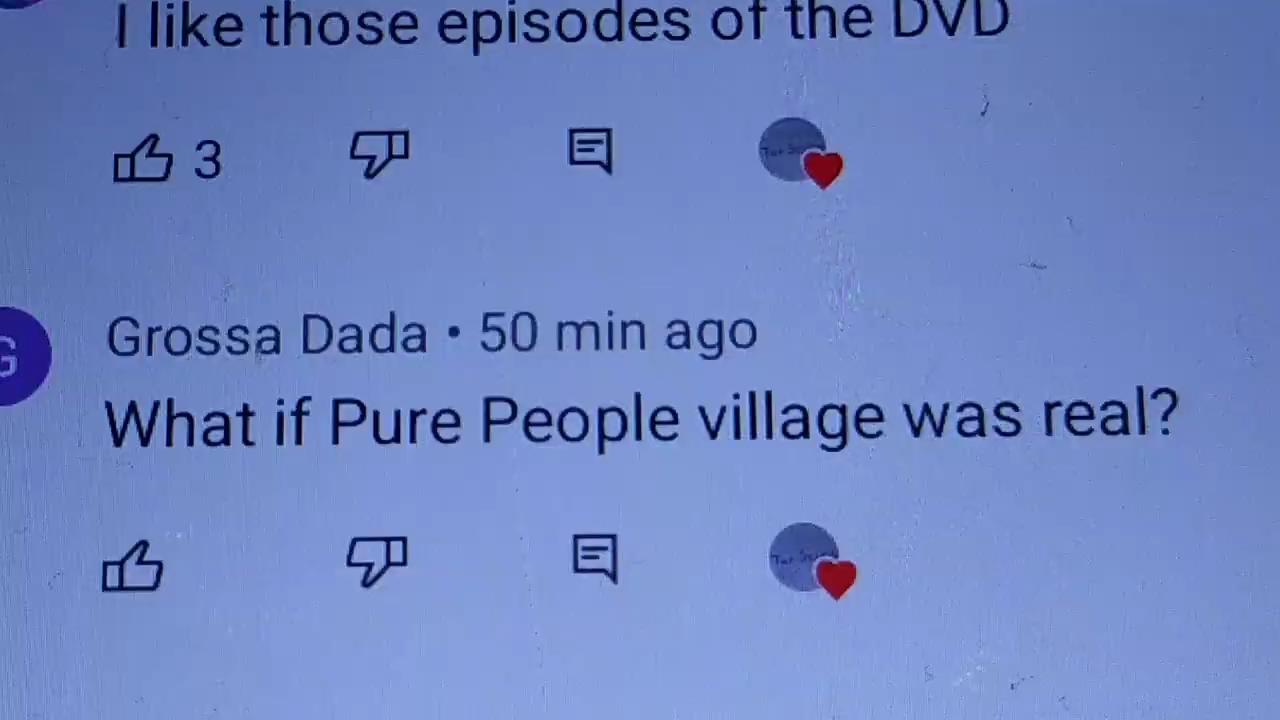 I like those episodes of the DVD
3
Grossa Dada • 50 min ago
G
What if Pure People village was real?